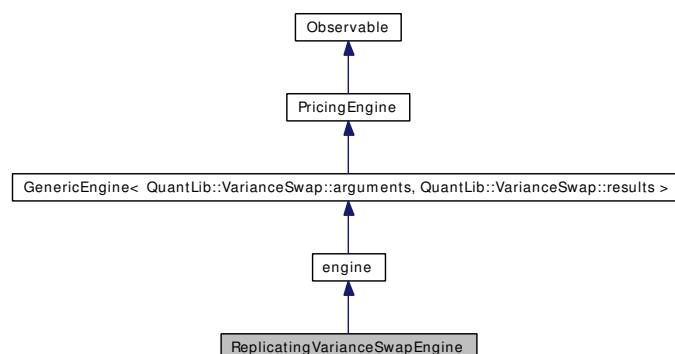 Observable
PricingEngine
GenericEngine< QuantLib::VarianceSwap::arguments, QuantLib::VarianceSwap::results >
engine
ReplicatingVarianceSwapEngine